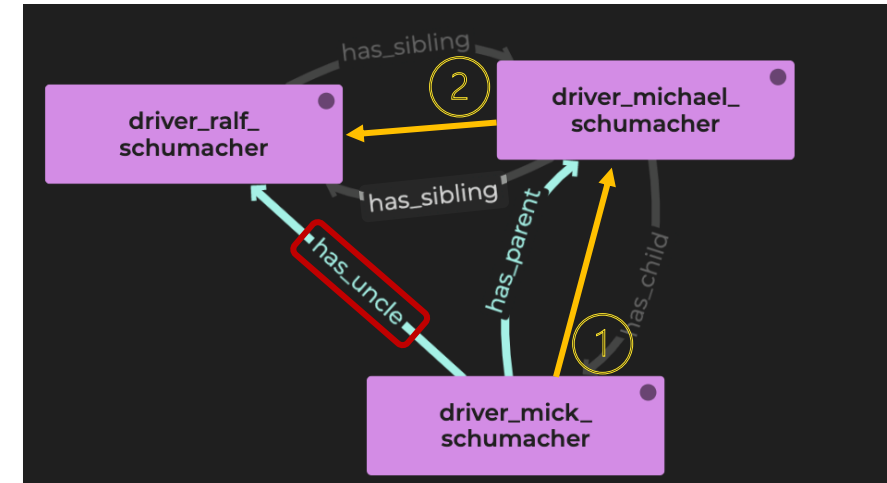 has_sibling
2
driver_michael_
schumacher
driver_ralf_
schumacher
has_sibling
has_parent
has_child
has_uncle
1
driver_mick_
schumacher